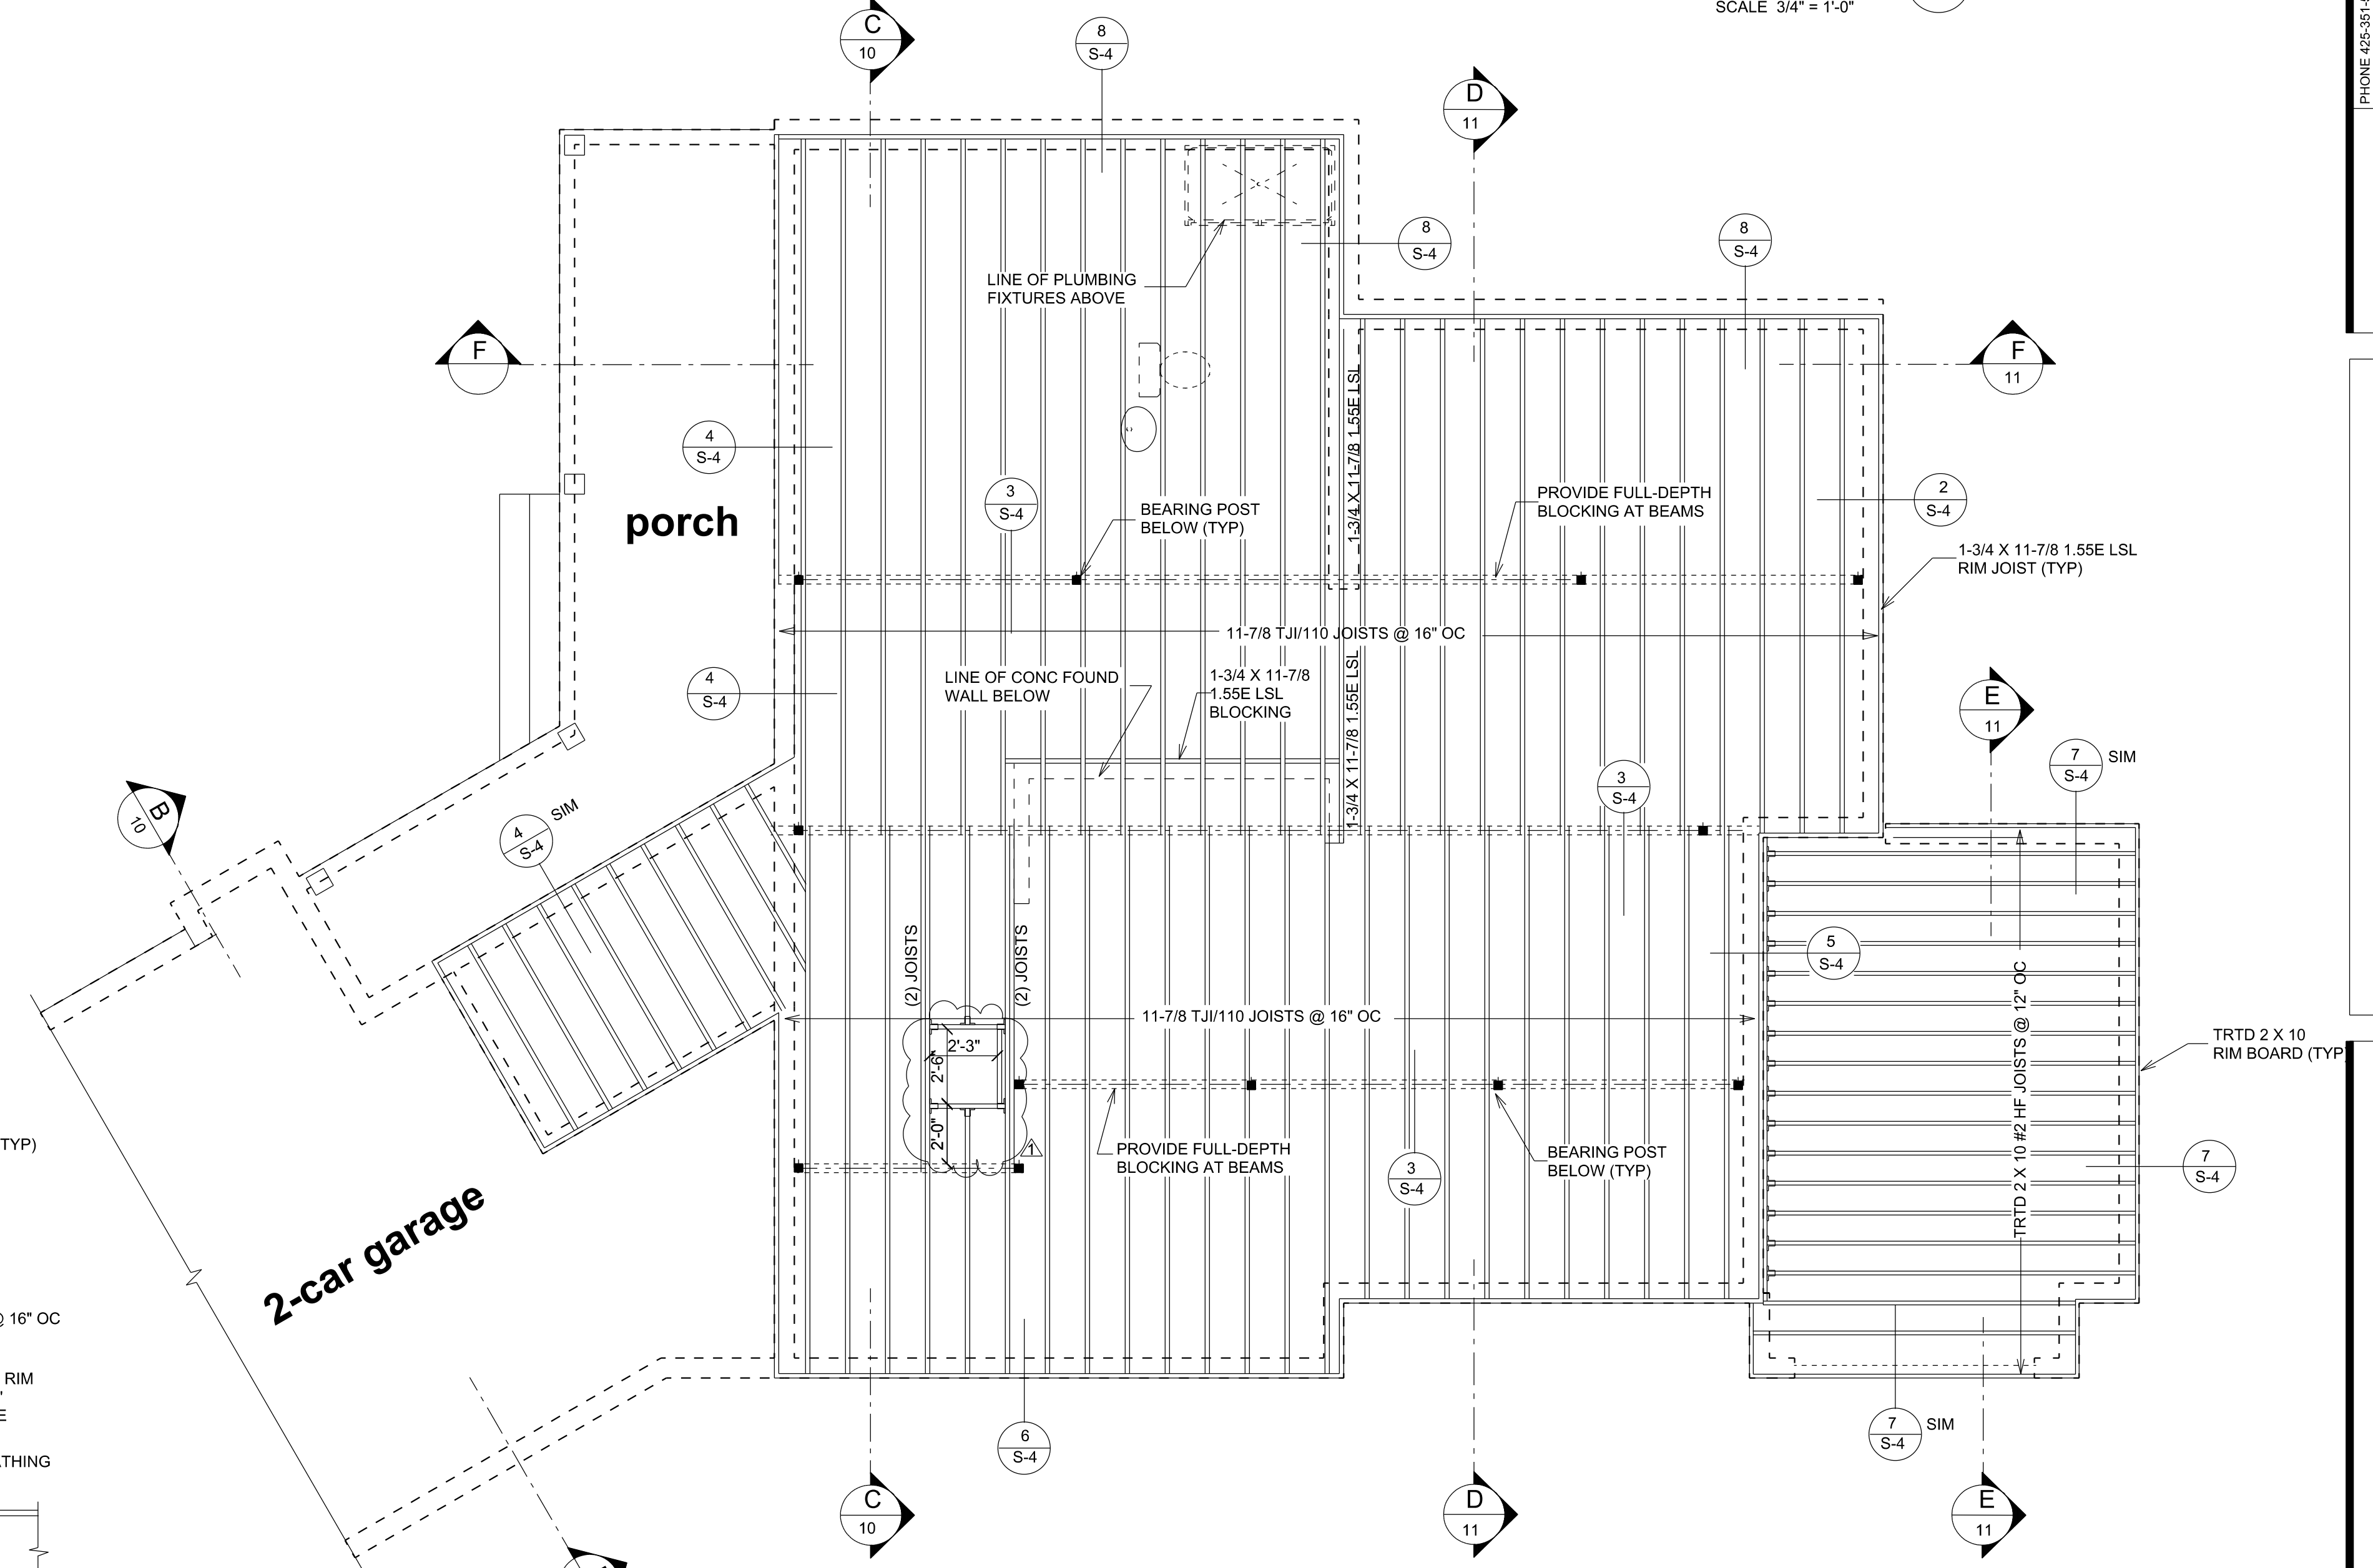 SCALE 3/4" = 1'-0"
C
10
8
S-4
D
11
8
S-4
8
S-4
LINE OF PLUMBING
FIXTURES ABOVE
F
F
11
4
S-4
1-3/4 X 11-7/8 1.55E LSL
3
S-4
porch
BEARING POST
BELOW (TYP)
PROVIDE FULL-DEPTH
BLOCKING AT BEAMS
2
S-4
1-3/4 X 11-7/8 1.55E LSL
RIM JOIST (TYP)
11-7/8 TJI/110 JOISTS @ 16" OC
4
S-4
LINE OF CONC FOUND
WALL BELOW
1-3/4 X 11-7/8
1.55E LSL
BLOCKING
1-3/4 X 11-7/8 1.55E LSL
E
11
7
S-4
SIM
3
S-4
B
10
4
S-4
SIM
(2) JOISTS
(2) JOISTS
5
S-4
11-7/8 TJI/110 JOISTS @ 16" OC
TRTD 2 X 10 #2 HF JOISTS @ 12" OC
TRTD 2 X 10
RIM BOARD (TYP)
2'-3"
2'-6"
2'-0"
1
PROVIDE FULL-DEPTH
BLOCKING AT BEAMS
3
S-4
BEARING POST
BELOW (TYP)
7
S-4
TYP)
2-car garage
@ 16" OC
RIM
6
S-4
7
S-4
SIM
C
10
D
11
E
11